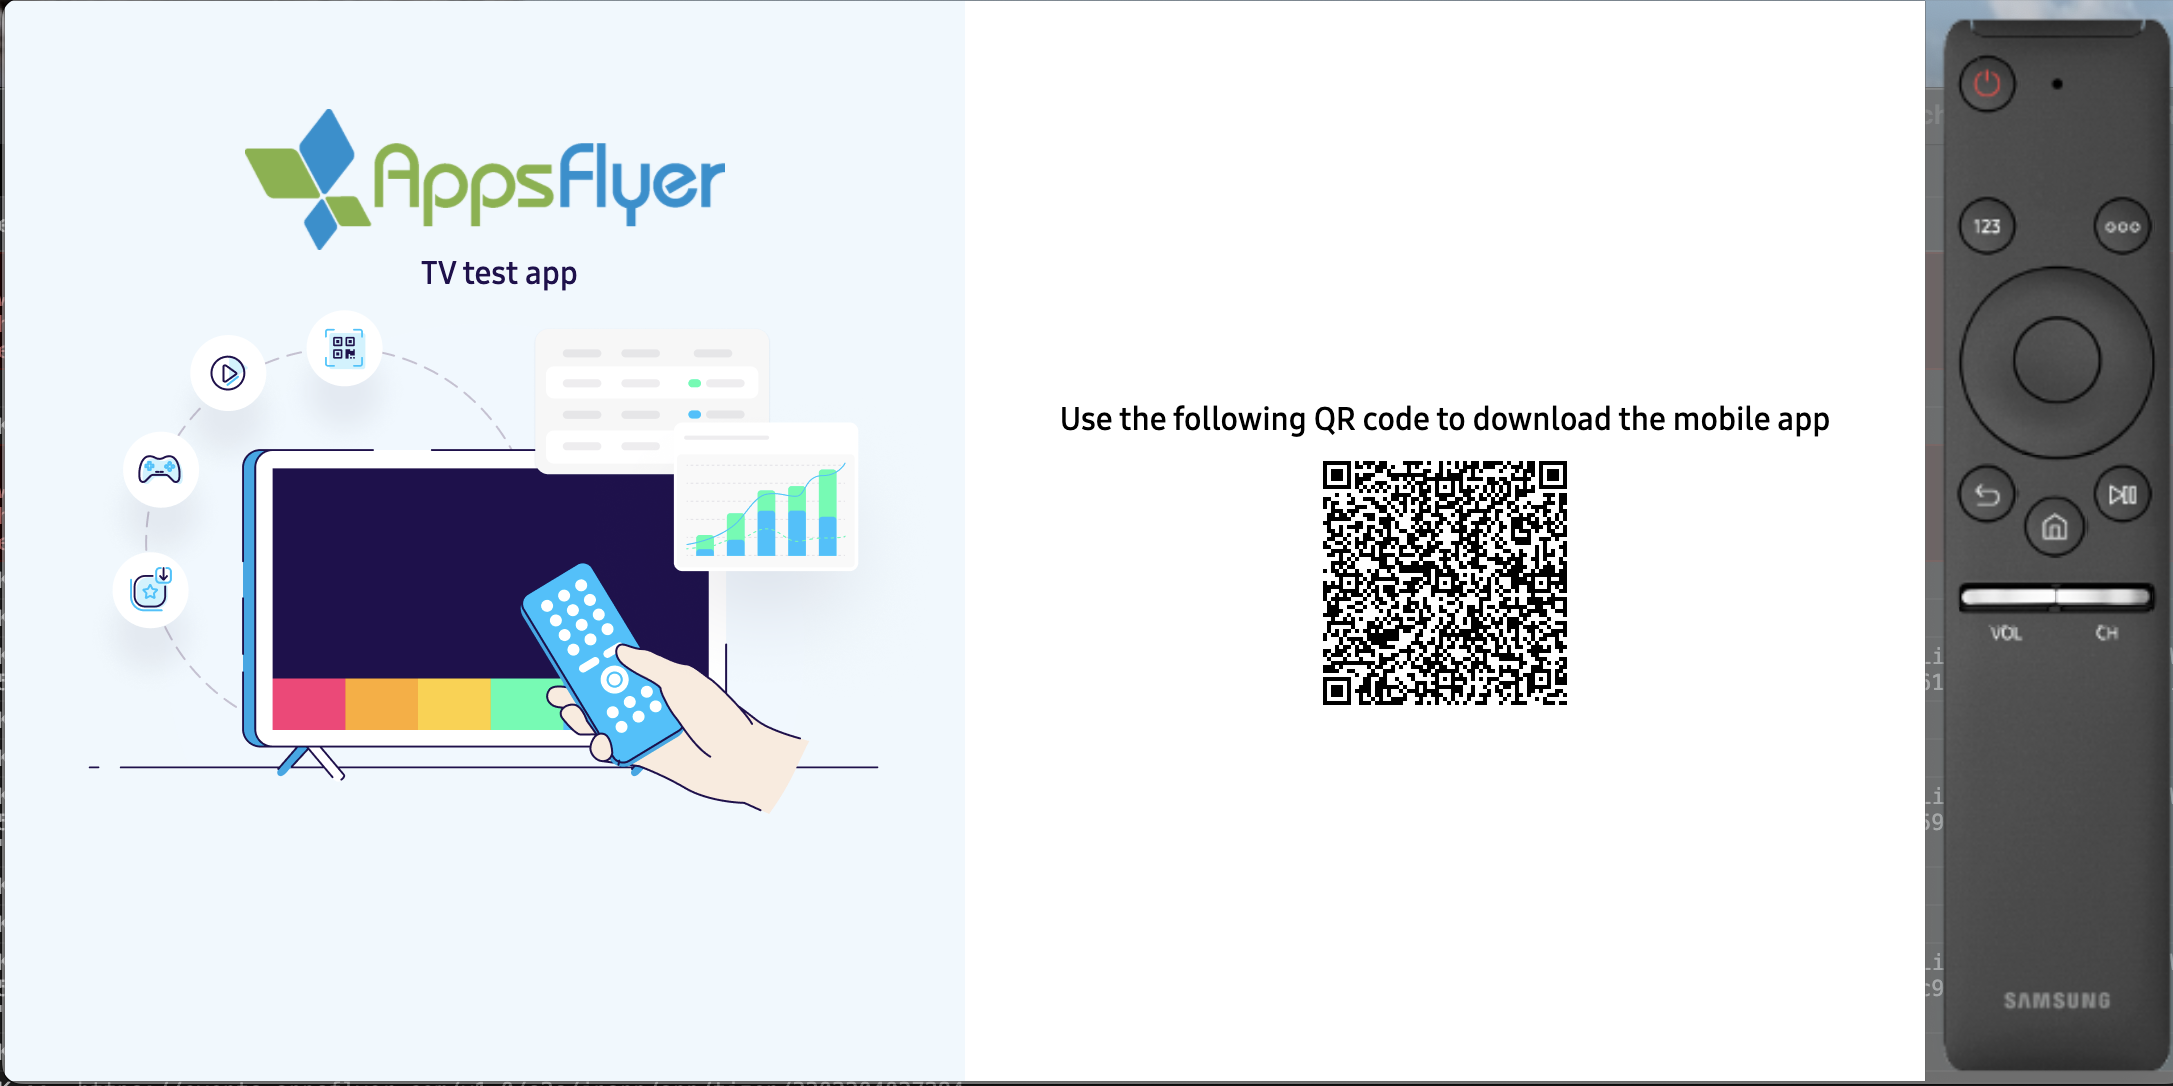 AppsFlyer
TV test app
Use the following QR code to download the mobile app
123
VOL CH
SAMSUNG